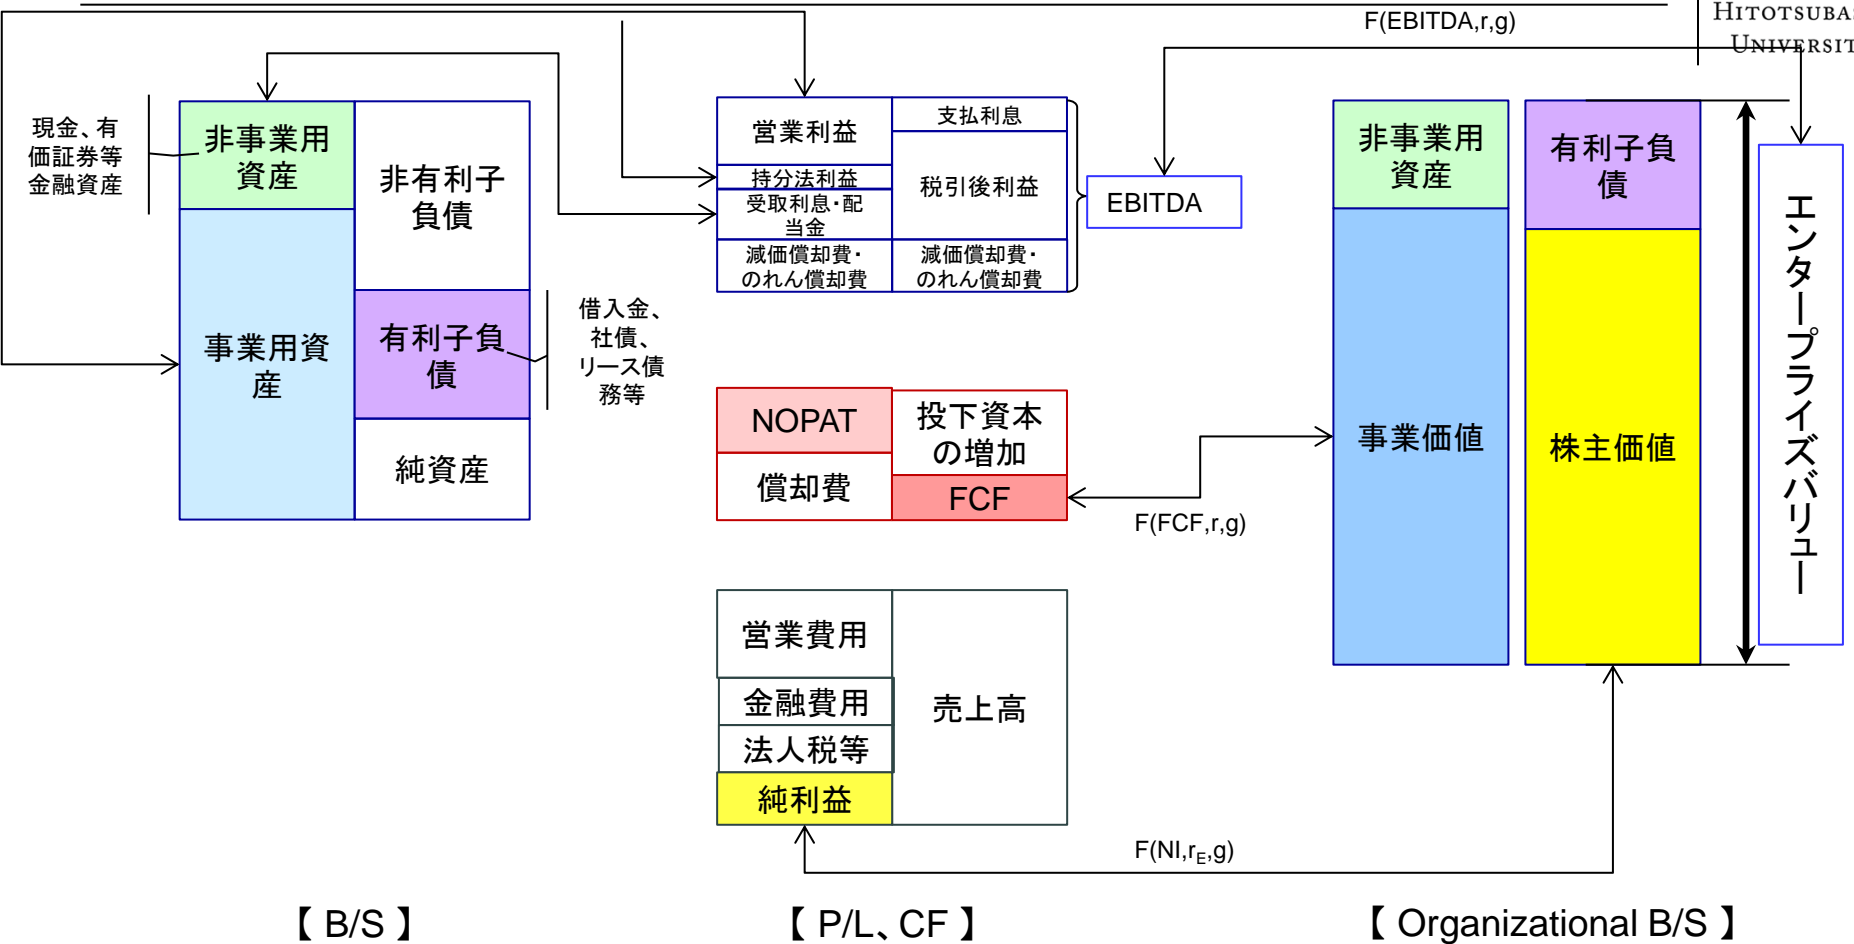 F(EBITDA,r,g)
HITOTSUBAS
UNIVERSIT
現金、有
価証券等
金融資産
非事業用
資産
非有利子
負債
事業用資
産
有利子負
債
純資産
借入金、
社債、
リース債
務等
営業利益
支払利息
持分法利益
税引後利益
受取利息・配
当金
減価償却費・
のれん償却費
減価償却費・
のれん償却費
EBITDA
NOPAT
投下資本
の増加
償却費
FCF
F(FCF,r,g)
営業費用
売上高
金融費用
法人税等
純利益
F(NI,rE,g)
非事業用
資産
有利子負
債
事業価値
株主価値
エンタープライズバリュー
【 B/S 】
【 P/L、CF 】
【 Organizational B/S 】